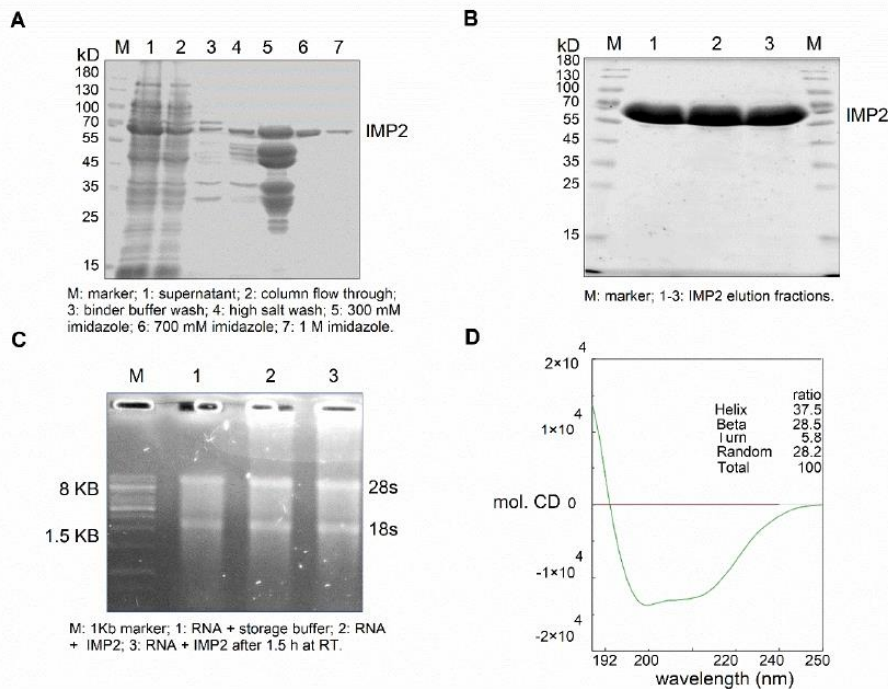 A
kD M 1 2 3 4 5 6 7
180
130
100
70
55
45
35
25
15
IMP2
M: marker; 1: supernatant; 2: column flow through;
3: binder buffer wash; 4: high salt wash; 5: 300 mM
imidazole; 6: 700 mM imidazole; 7: 1 M imidazole.
B
kD M 1 2 3 M
180
130
100
70
55
45
35
25
15
IMP2
M: marker; 1-3: IMP2 elution fractions.
C
M 1 2 3
8 KB
1.5 KB
28s
18s
M: 1Kb marker; 1: RNA + storage buffer; 2: RNA
+ IMP2; 3: RNA + IMP2 after 1.5 h at RT.
D
2×10 4
1×10 4
mol. CD 0
-1×10 4
-2×10 4
ratio
Helix 37.5
Beta 28.5
Turn 5.8
Random 28.2
Total 100
192 200 220 240 250
wavelength (nm)